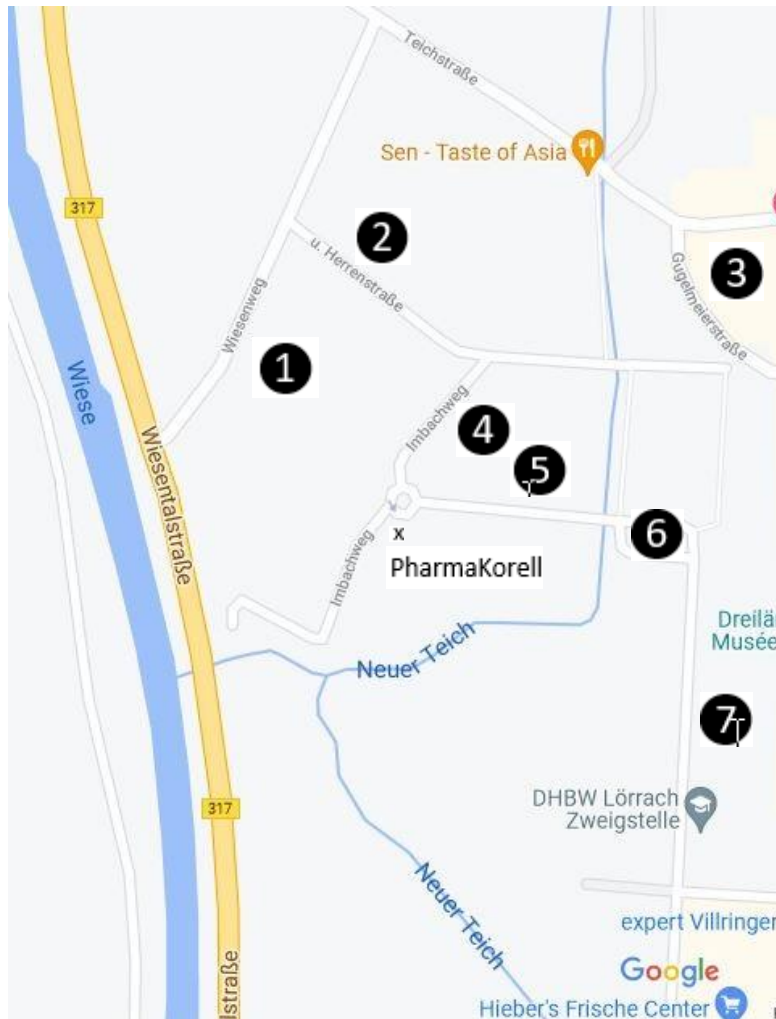 Teichstraße
Sen - Taste of Asia
317
2
u. Herrenstraße
3
Gugelmeierstraße
Wiesenweg
1
Wiese
Imbachweg
4
Wiesentalstraße
5
6
x
PharmaKorell
Imbachweg
Dreilä
Musée
Neuer Teich
7
DHBW Lörrach
Zweigstelle
317
Neuer Teich
expert Villringer
Google
Hieber's Frische Center
lstraße